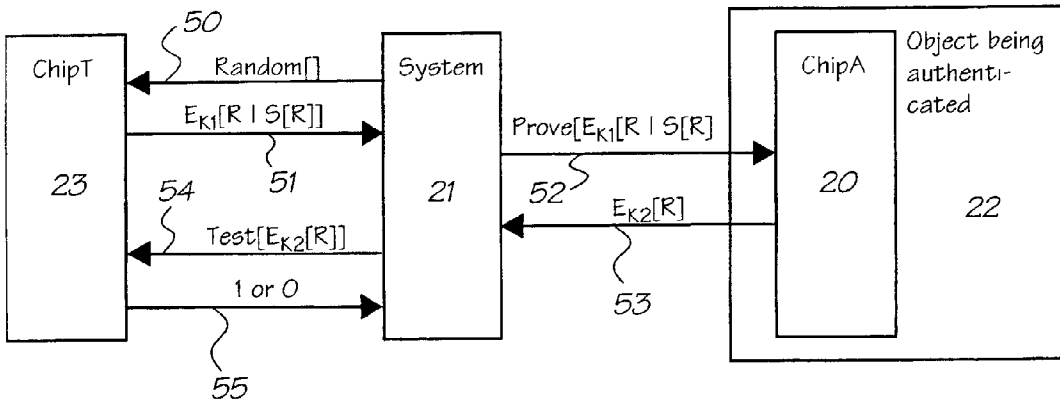 50
ChipT
Random[]
System
ChipA
Object being
authenti-
cated
E_K1[R | S[R]]
Prove[E_K1[R | S[R]
23
51
54
21
52
20
22
E_K2[R]
Test[E_K2[R]]
53
1 or 0
55